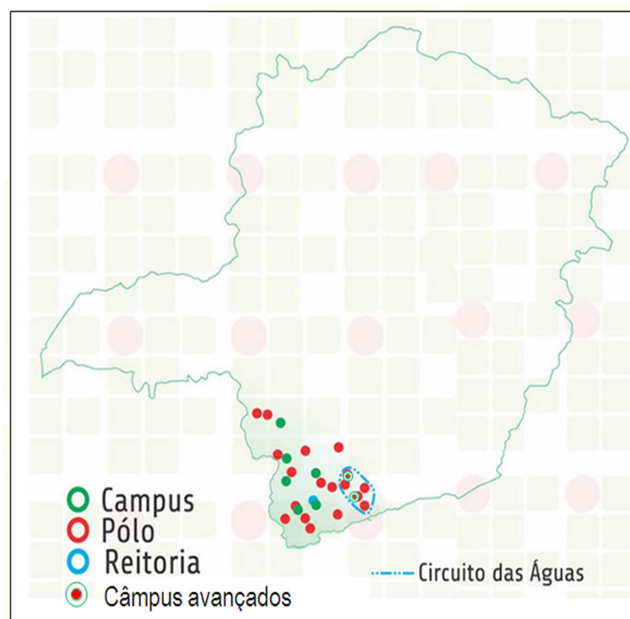 Campus
Pólo
Reitoria
Câmpus avançados
Circuito das Águas